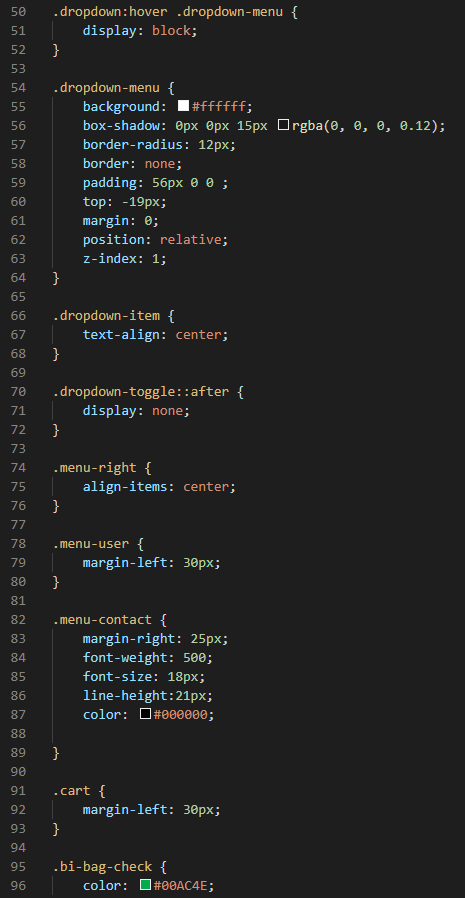 50 .dropdown:hover .dropdown-menu {
51     display: block;
52 }
53
54 .dropdown-menu {
55     background: #ffffff;
56     box-shadow: 0px 0px 15px rgba(0, 0, 0, 0.12);
57     border-radius: 12px;
58     border: none;
59     padding: 56px 0 0 ;
60     top: -19px;
61     margin: 0;
62     position: relative;
63     z-index: 1;
64 }
65
66 .dropdown-item {
67     text-align: center;
68 }
69
70 .dropdown-toggle::after {
71     display: none;
72 }
73
74 .menu-right {
75     align-items: center;
76 }
77
78 .menu-user {
79     margin-left: 30px;
80 }
81
82 .menu-contact {
83     margin-right: 25px;
84     font-weight: 500;
85     font-size: 18px;
86     line-height:21px;
87     color: #000000;
88
89 }
90
91 .cart {
92     margin-left: 30px;
93 }
94
95 .bi-bag-check {
96     color: #00AC4E;